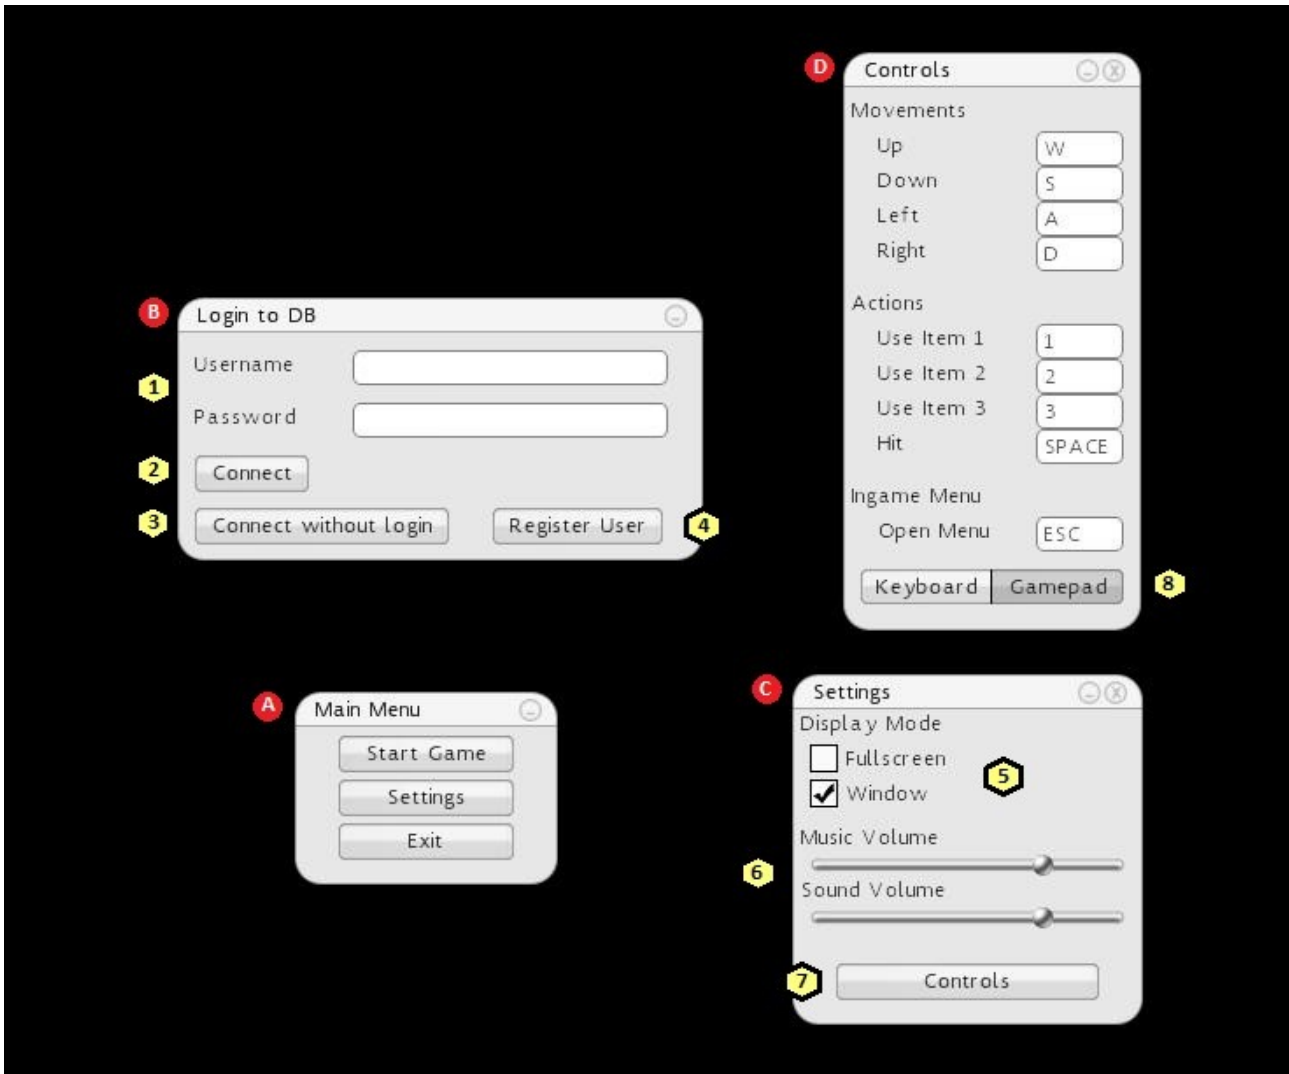 D
Controls
Movements
Up W
Down S
Left A
Right D
Actions
Use Item 1 1
Use Item 2 2
Use Item 3 3
Hit SPACE
Ingame Menu
Open Menu ESC
Keyboard Gamepad
8
B
Login to DB
Username
1
Password
2 Connect
3 Connect without login Register User 4
A
Main Menu
Start Game
Settings
Exit
C
Settings X
Display Mode
Fullscreen
5
Window
Music Volume
6
Sound Volume
7 Controls